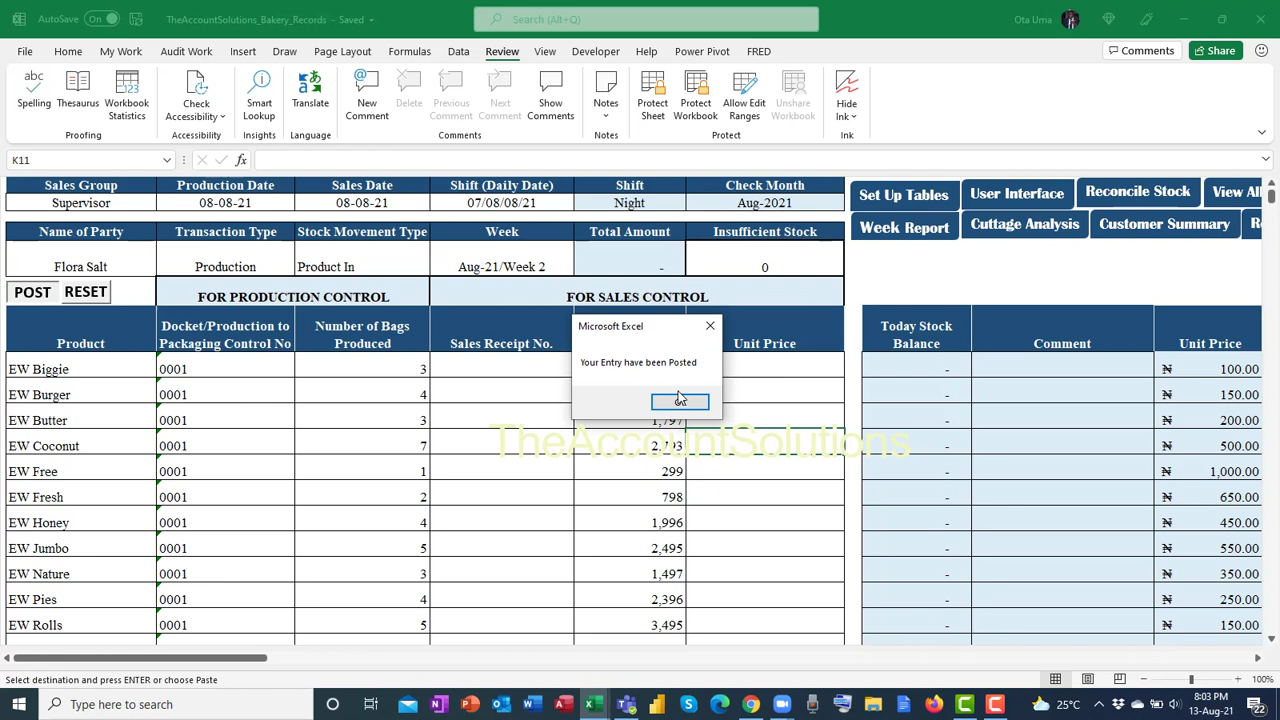 AutoSave On TheAccountSolutions_Bakery_Records - Saved Search (Alt+Q) Ota Uma
File Home My Work Audit Work Insert Draw Page Layout Formulas Data Review View Developer Help Power Pivot FRED Comments Share
Spelling Thesaurus Workbook Statistics Check Accessibility Smart Lookup Translate New Comment Delete Previous Comment Next Comment Show Comments Notes Protect Sheet Protect Workbook Allow Edit Ranges Unshare Workbook Hide Ink
Proofing Accessibility Insights Language Comments Notes Protect Ink
K11 fx
Sales Group Production Date Sales Date Shift (Daily Date) Shift Check Month
Supervisor 08-08-21 08-08-21 07/08/08/21 Night Aug-2021
Set Up Tables User Interface Reconcile Stock View All
Week Report Cuttage Analysis Customer Summary
Name of Party Transaction Type Stock Movement Type Week Total Amount Insufficient Stock
Flora Salt Production Product In Aug-21/Week 2 - 0
POST RESET FOR PRODUCTION CONTROL FOR SALES CONTROL
Product Docket/Production to Packaging Control No Number of Bags Produced Sales Receipt No. Unit Price Today Stock Balance Comment Unit Price
Microsoft Excel
Your Entry have been Posted
EW Biggie 0001 3 - ₦ 100.00
EW Burger 0001 4 - ₦ 150.00
EW Butter 0001 3 1,797 - ₦ 200.00
EW Coconut 0001 7 2,793 - ₦ 500.00
TheAccountSolutions
EW Free 0001 1 299 - ₦ 1,000.00
EW Fresh 0001 2 798 - ₦ 650.00
EW Honey 0001 4 1,996 - ₦ 450.00
EW Jumbo 0001 5 2,495 - ₦ 550.00
EW Nature 0001 3 1,497 - ₦ 350.00
EW Pies 0001 4 2,396 - ₦ 250.00
EW Rolls 0001 5 3,495 - ₦ 150.00
Select destination and press ENTER or choose Paste 100%
Type here to search 25°C 8:03 PM
13-Aug-21 22